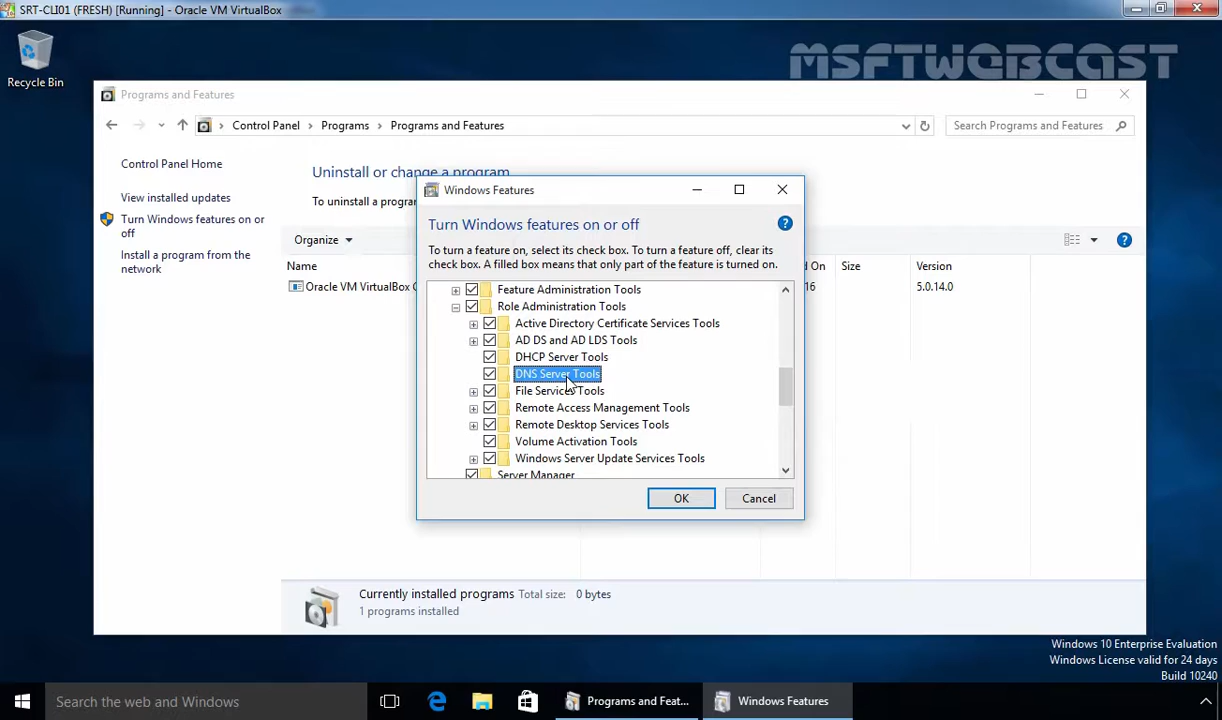 SRT-CLI01 (FRESH) [Running] - Oracle VM VirtualBox
MSFTWEBCAST
Recycle Bin
Programs and Features
Control Panel > Programs > Programs and Features
Search Programs and Features
Control Panel Home
View installed updates
Turn Windows features on or
off
Install a program from the
network
Uninstall or change a program
To uninstall a progra
Organize
Name
d On
Size
Version
Oracle VM VirtualBox
16
5.0.14.0
Windows Features
Turn Windows features on or off
To turn a feature on, select its check box. To turn a feature off, clear its
check box. A filled box means that only part of the feature is turned on.
Feature Administration Tools
Role Administration Tools
Active Directory Certificate Services Tools
AD DS and AD LDS Tools
DHCP Server Tools
DNS Server Tools
File Services Tools
Remote Access Management Tools
Remote Desktop Services Tools
Volume Activation Tools
Windows Server Update Services Tools
Server Manager
OK
Cancel
Currently installed programs Total size: 0 bytes
1 programs installed
Windows 10 Enterprise Evaluation
Windows License valid for 24 days
Build 10240
Search the web and Windows
Programs and Feat...
Windows Features